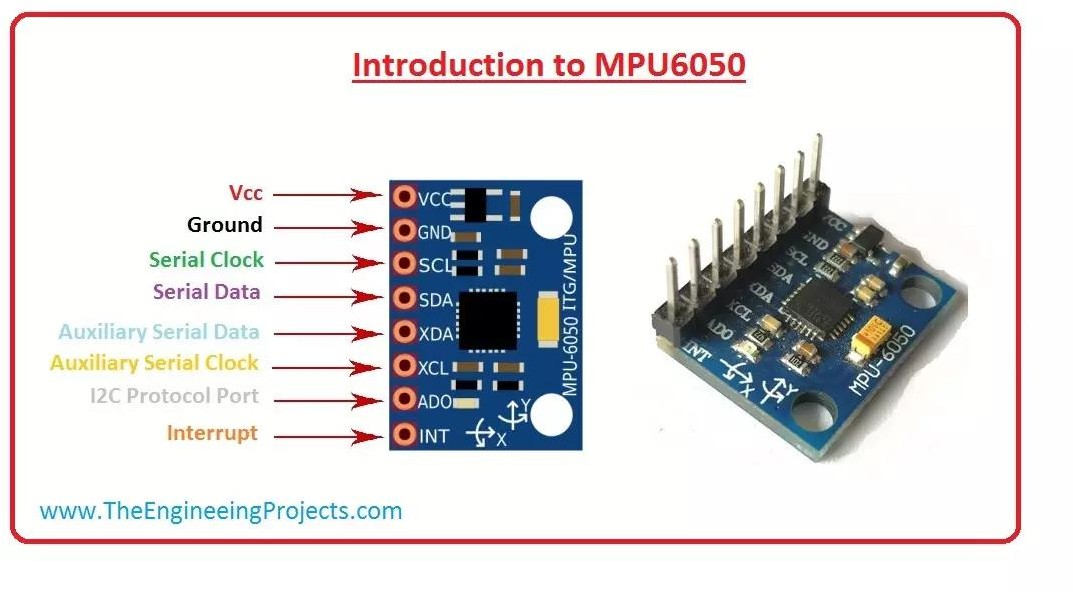 Introduction to MPU6050
Vcc
Ground
Serial Clock
Serial Data
Auxiliary Serial Data
Auxiliary Serial Clock
I2C Protocol Port
Interrupt
VCC
GND
SCL
SDA
XDA
XCL
ADO
INT
MPU-6050 ITG/MPU
X
Y
VCC
GND
SCL
SDA
XDA
XCL
ADO
INT
X
Y
MPU-6050
www.TheEngineeingProjects.com